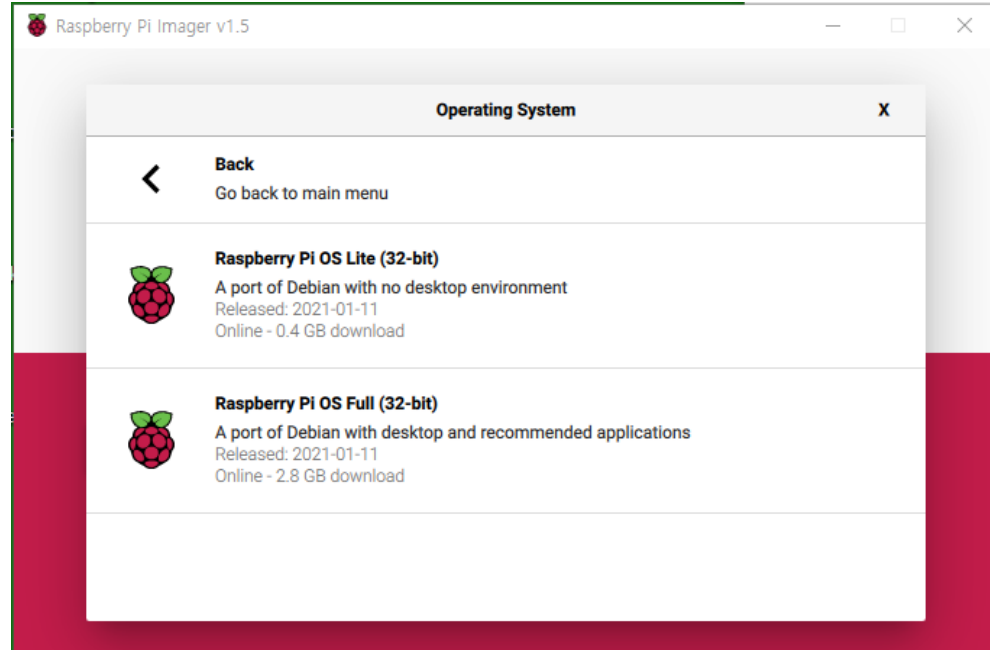 Raspberry Pi Imager v1.5
Operating System X
Back
Go back to main menu
Raspberry Pi OS Lite (32-bit)
A port of Debian with no desktop environment
Released: 2021-01-11
Online - 0.4 GB download
Raspberry Pi OS Full (32-bit)
A port of Debian with desktop and recommended applications
Released: 2021-01-11
Online - 2.8 GB download